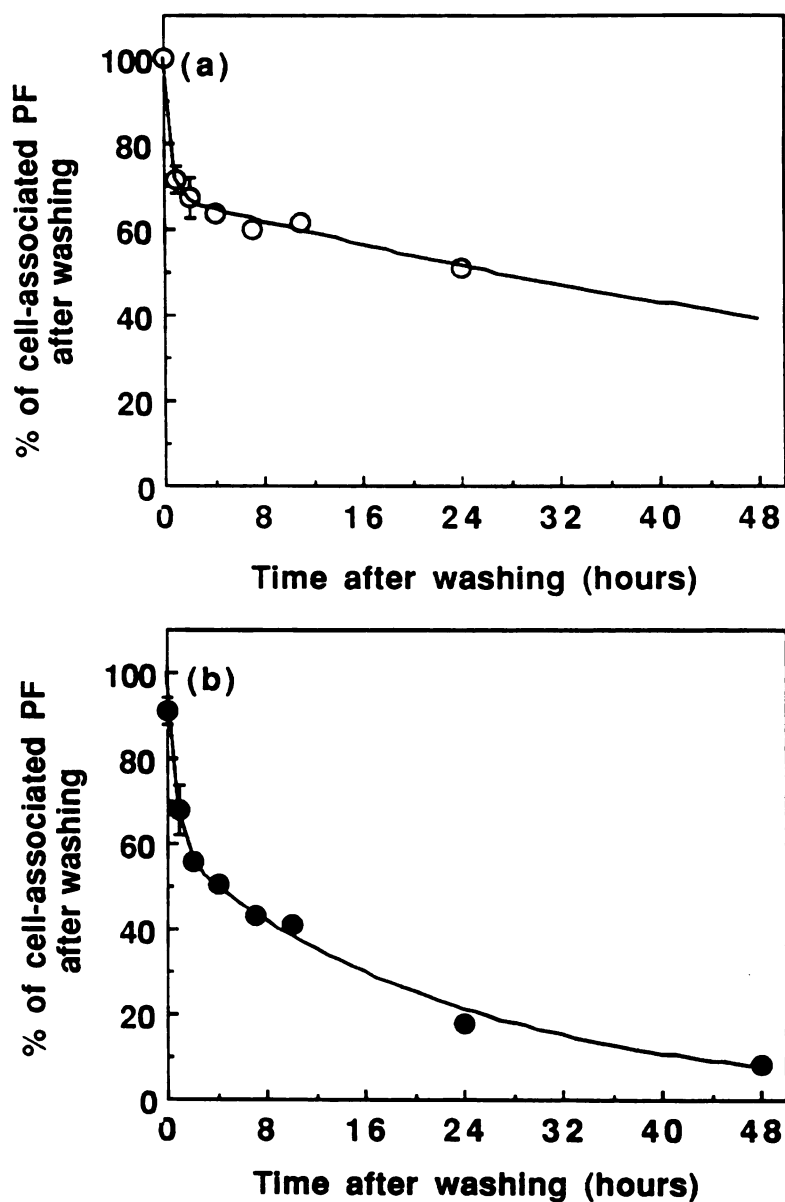 (a)
% of cell-associated PF
after washing
100
80
60
40
20
0
0 8 16 24 32 40 48
Time after washing (hours)
(b)
% of cell-associated PF
after washing
100
80
60
40
20
0
0 8 16 24 32 40 48
Time after washing (hours)